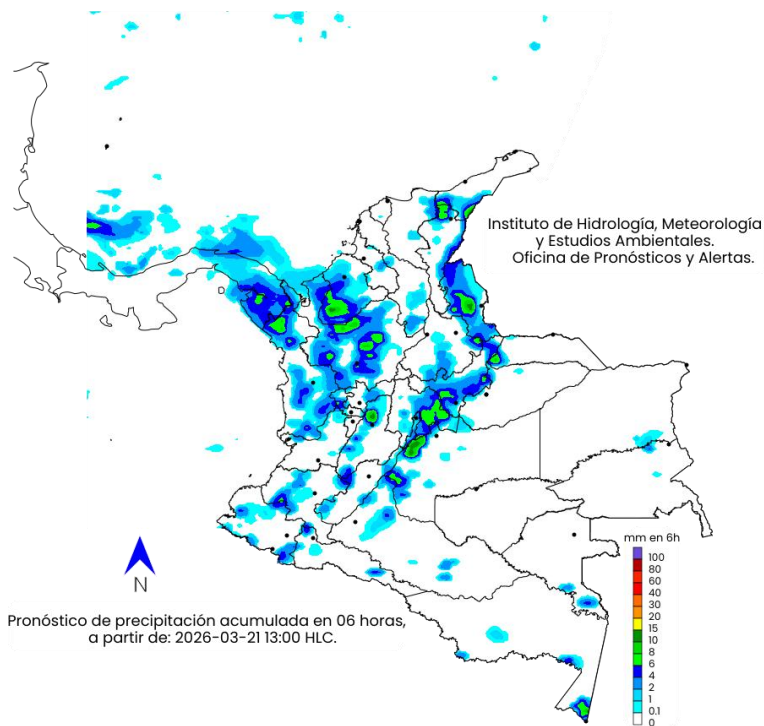 Instituto de Hidrología, Meteorología
y Estudios Ambientales.
Oficina de Pronósticos y Alertas.
N
Pronóstico de precipitación acumulada en 06 horas,
a partir de: 2026-03-21 13:00 HLC.
mm en 6h
100
80
60
40
30
20
15
10
8
6
4
2
1
0.1
0